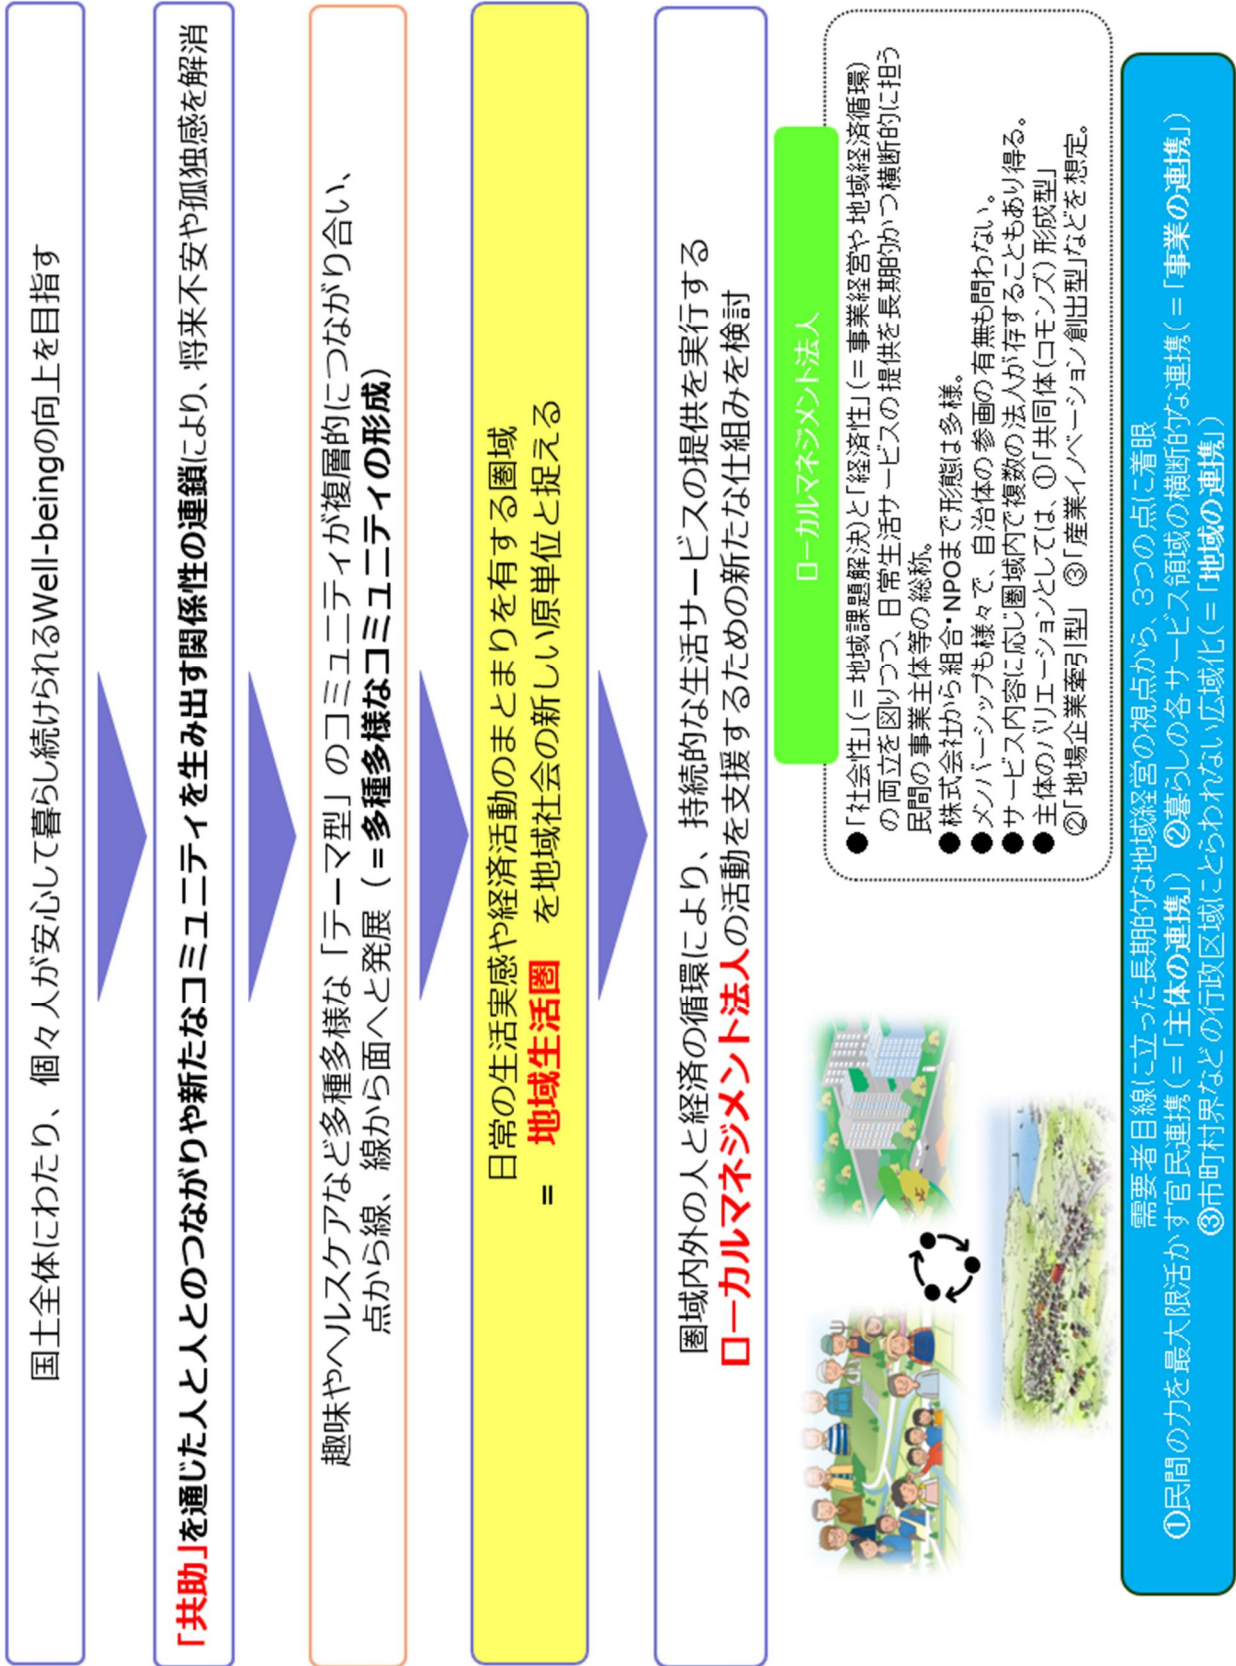 国土全体にわたり、個々人が安心して暮らし続けられるWell-beingの向上を目指す
「共助」を通じた人と人とのつながりや新たなコミュニティを生み出す関係性の連鎖により、将来不安や孤独感を解消
趣味やヘルスケアなど多種多様な「テーマ型」のコミュニティが複層的につながり合い、
点から線、線から面へと発展（＝多種多様なコミュニティの形成）
日常の生活実感や経済活動のまとまりを有する圏域
＝ 地域生活圏 を地域社会の新しい原単位と捉える
圏域内外の人と経済の循環により、持続的な生活サービスの提供を実行する
ローカルマネジメント法人の活動を支援するための新たな仕組みを検討
ローカルマネジメント法人
●「社会性」(＝地域課題解決)と「経済性」(＝事業経営や地域経済循環)
の両立を図りつつ、日常生活サービスの提供を長期的かつ横断的に担う
民間の事業主体等の総称。
●株式会社から組合・NPOまで形態は多様。
●メンバーシップも様々で、自治体の参画の有無も問わない。
●サービス内容に応じ圏域内で複数の法人が存することもあり得る。
●主体のバリエーションとしては、①「共同体(コモンズ)形成型」
②「地場企業牽引型」 ③「産業イノベーション創出型」などを想定。
需要者目線に立った長期的な地域経営の視点から、３つの点に着眼
①民間の力を最大限活かす官民連携(＝「主体の連携」) ②暮らしの各サービス領域の横断的な連携(＝「事業の連携」)
③市町村界などの行政区域にとらわれない広域化(＝「地域の連携」)